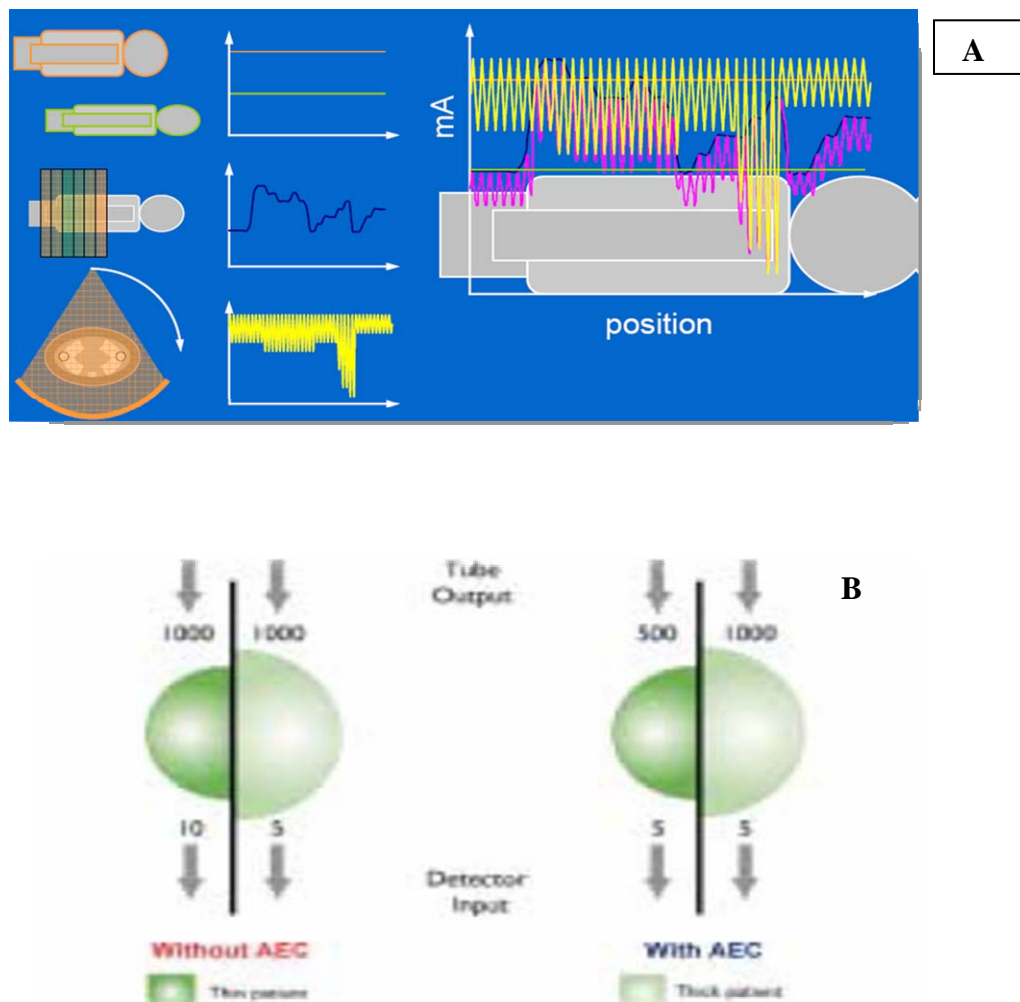 A
mA
position
Tube
Output
B
1000 1000
500 1000
10 5
5 5
Detector
Input
Without AEC
With AEC
Thin patient
Thick patient